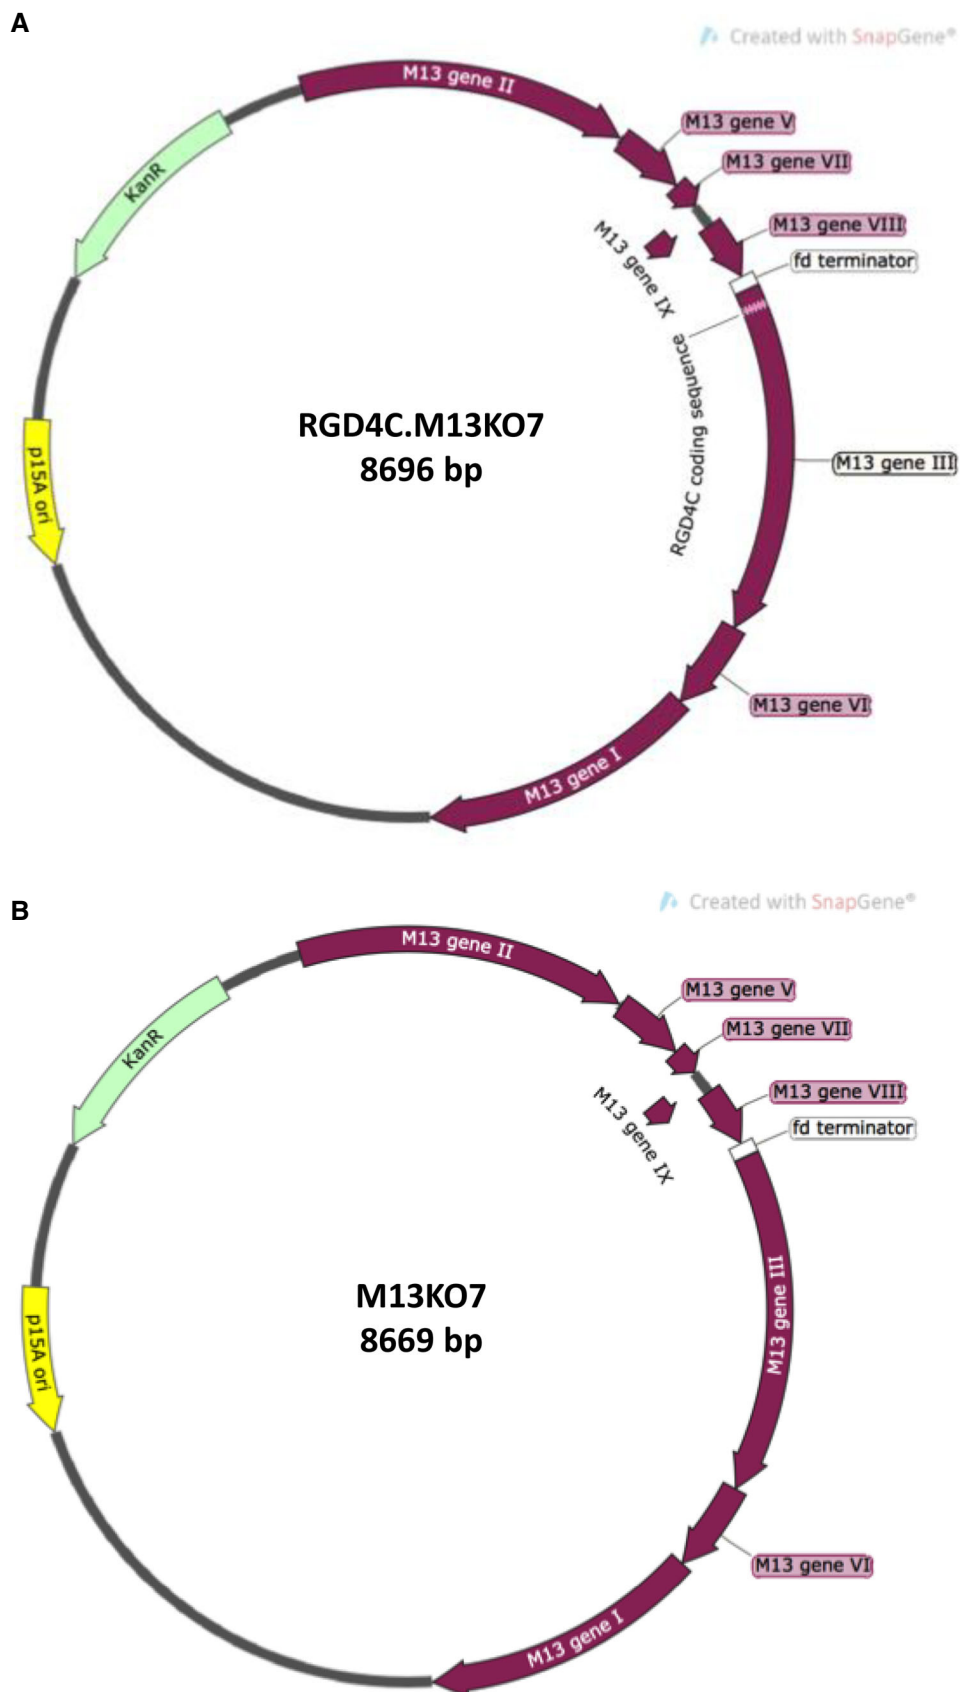 A
Created with SnapGene®
M13 gene II
M13 gene V
M13 gene VII
KanR
M13 gene VIII
M13 gene IX
fd terminator
RGD4C coding sequence
RGD4C.M13KO7
8696 bp
M13 gene III
p15A ori
M13 gene VI
M13 gene I
B
Created with SnapGene®
M13 gene II
M13 gene V
M13 gene VII
KanR
M13 gene VIII
M13 gene IX
fd terminator
M13KO7
8669 bp
M13 gene III
p15A ori
M13 gene VI
M13 gene I